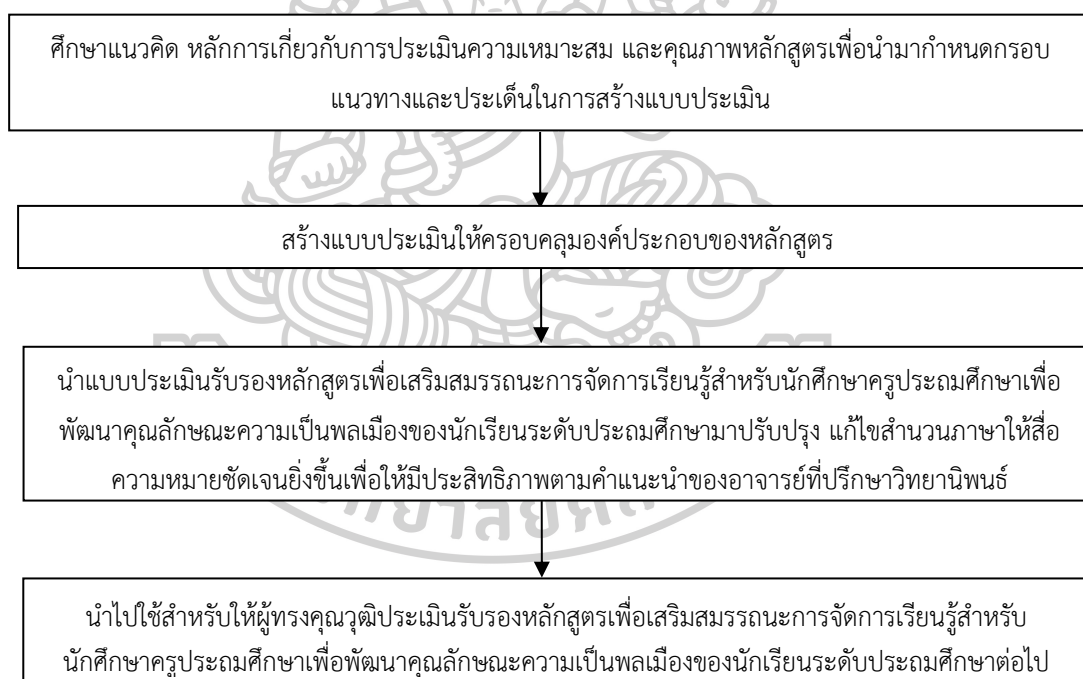 ศึกษาแนวคิด หลักการเกี่ยวกับการประเมินความเหมาะสม และคุณภาพหลักสูตรเพื่อนำมากำหนดกรอบ
แนวทางและประเด็นในการสร้างแบบประเมิน
สร้างแบบประเมินให้ครอบคลุมองค์ประกอบของหลักสูตร
นำแบบประเมินรับรองหลักสูตรเพื่อเสริมสมรรถนะการจัดการเรียนรู้สำหรับนักศึกษาครูประถมศึกษาเพื่อ
พัฒนาคุณลักษณะความเป็นพลเมืองของนักเรียนระดับประถมศึกษามาปรับปรุง แก้ไขสำนวนภาษาให้สื่อ
ความหมายชัดเจนยิ่งขึ้นเพื่อให้มีประสิทธิภาพตามคำแนะนำของอาจารย์ที่ปรึกษาวิทยานิพนธ์
นำไปใช้สำหรับให้ผู้ทรงคุณวุฒิประเมินรับรองหลักสูตรเพื่อเสริมสมรรถนะการจัดการเรียนรู้สำหรับ
นักศึกษาครูประถมศึกษาเพื่อพัฒนาคุณลักษณะความเป็นพลเมืองของนักเรียนระดับประถมศึกษาต่อไป